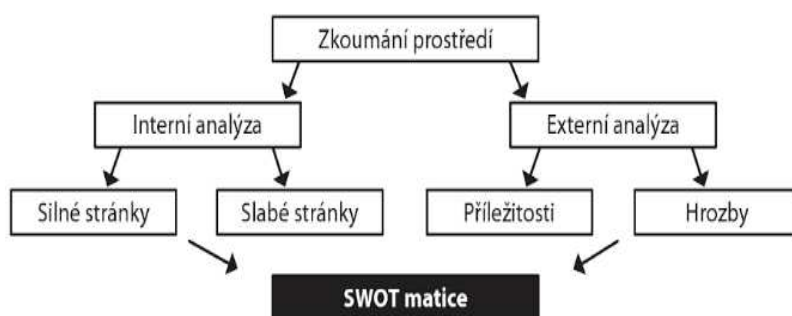 Zkoumání prostředí
Interní analýza
Externí analýza
Silné stránky
Slabé stránky
Příležitosti
Hrozby
SWOT matice